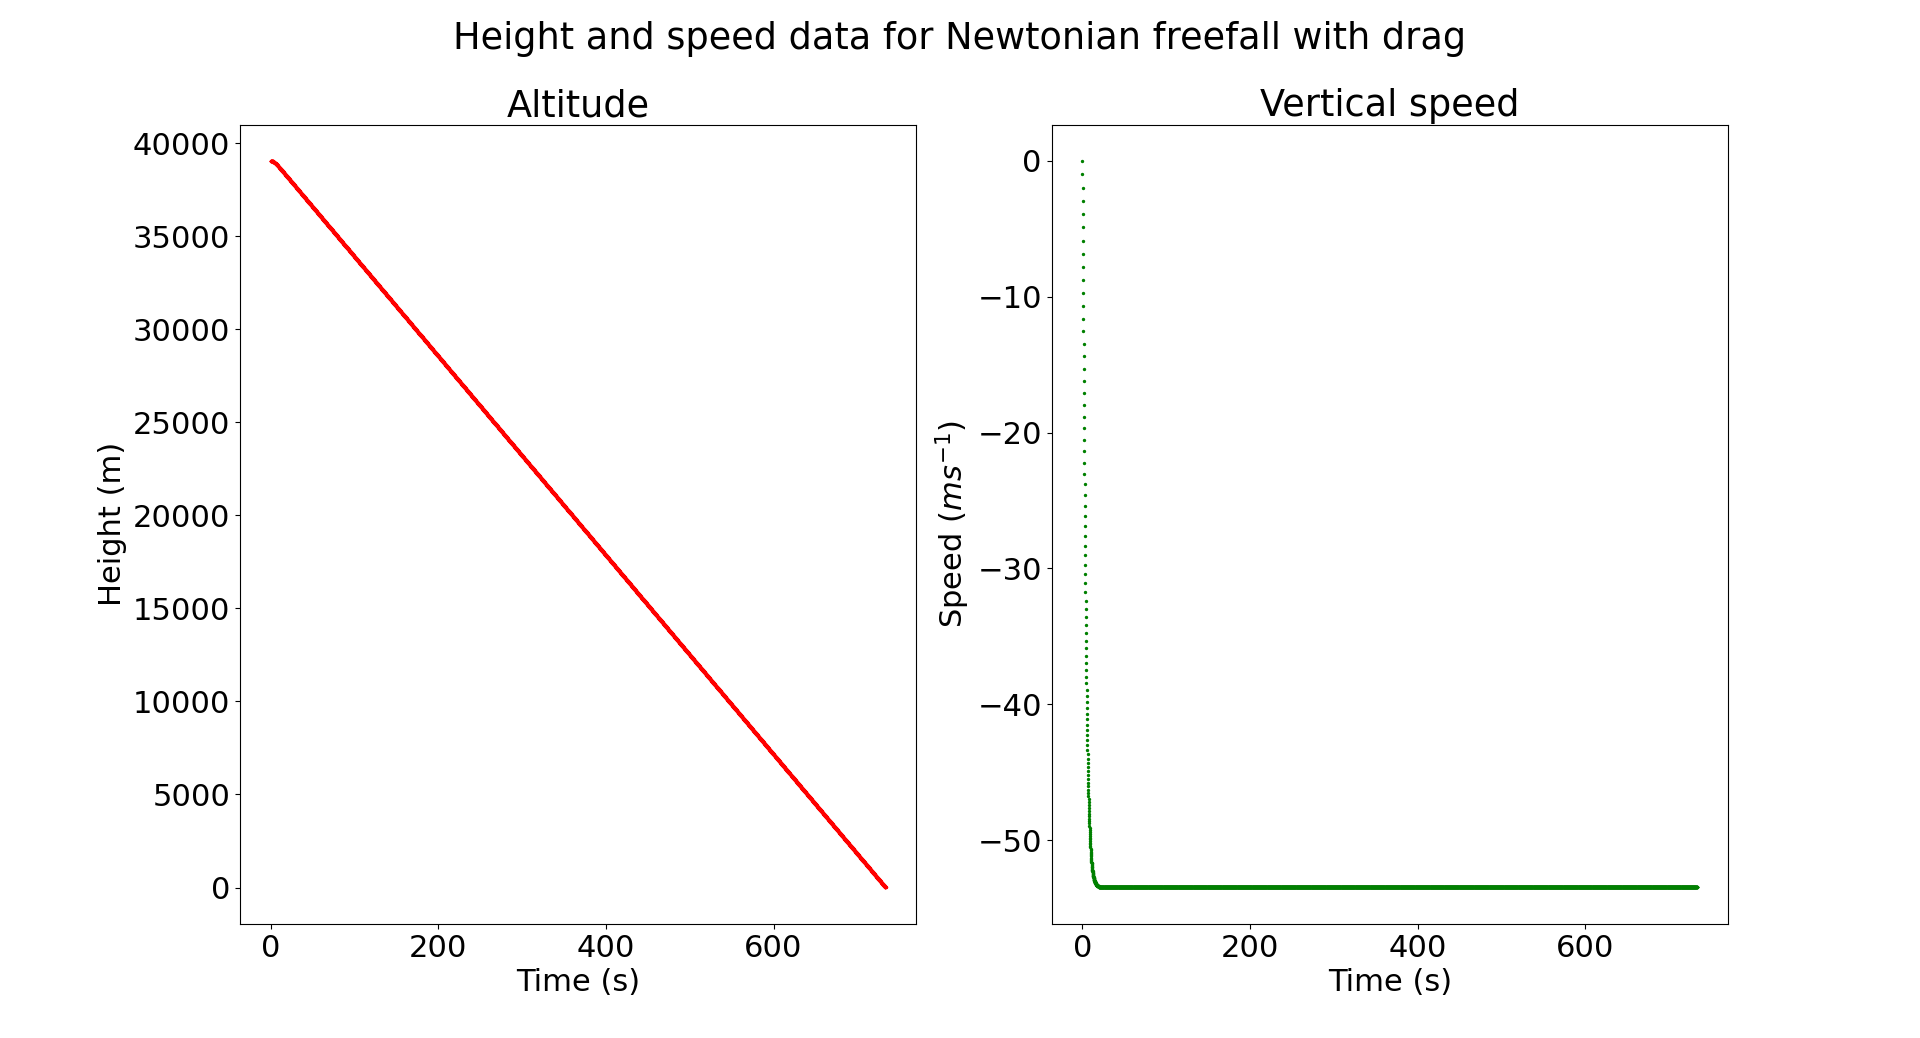 Height and speed data for Newtonian freefall with drag
Altitude
40000
35000
30000
25000
20000
15000
10000
5000
0
Height (m)
0 200 400 600
Time (s)
Vertical speed
0
−10
−20
−30
−40
−50
Speed (ms⁻¹)
0 200 400 600
Time (s)